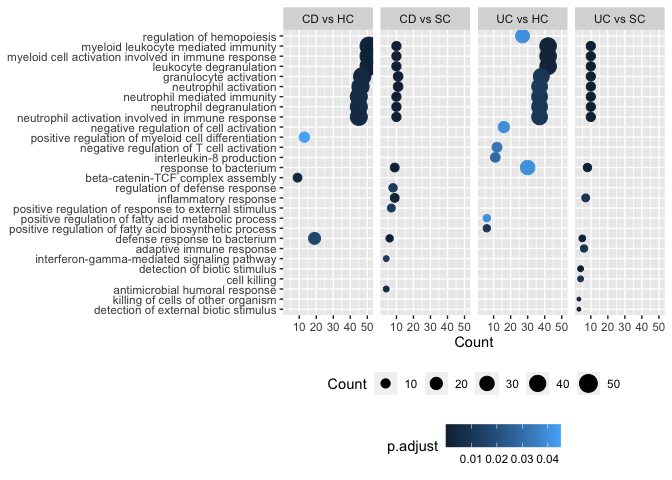 CD vs HC CD vs SC UC vs HC UC vs SC
regulation of hemopoiesis
myeloid leukocyte mediated immunity
myeloid cell activation involved in immune response
leukocyte degranulation
granulocyte activation
neutrophil activation
neutrophil mediated immunity
neutrophil degranulation
neutrophil activation involved in immune response
negative regulation of cell activation
positive regulation of myeloid cell differentiation
negative regulation of T cell activation
interleukin-8 production
response to bacterium
beta-catenin-TCF complex assembly
regulation of defense response
inflammatory response
positive regulation of response to external stimulus
positive regulation of fatty acid metabolic process
positive regulation of fatty acid biosynthetic process
defense response to bacterium
adaptive immune response
interferon-gamma-mediated signaling pathway
detection of biotic stimulus
cell killing
antimicrobial humoral response
killing of cells of other organism
detection of external biotic stimulus
10 20 30 40 50 10 20 30 40 50 10 20 30 40 50 10 20 30 40 50
Count
Count 10 20 30 40 50
p.adjust
0.01 0.02 0.03 0.04